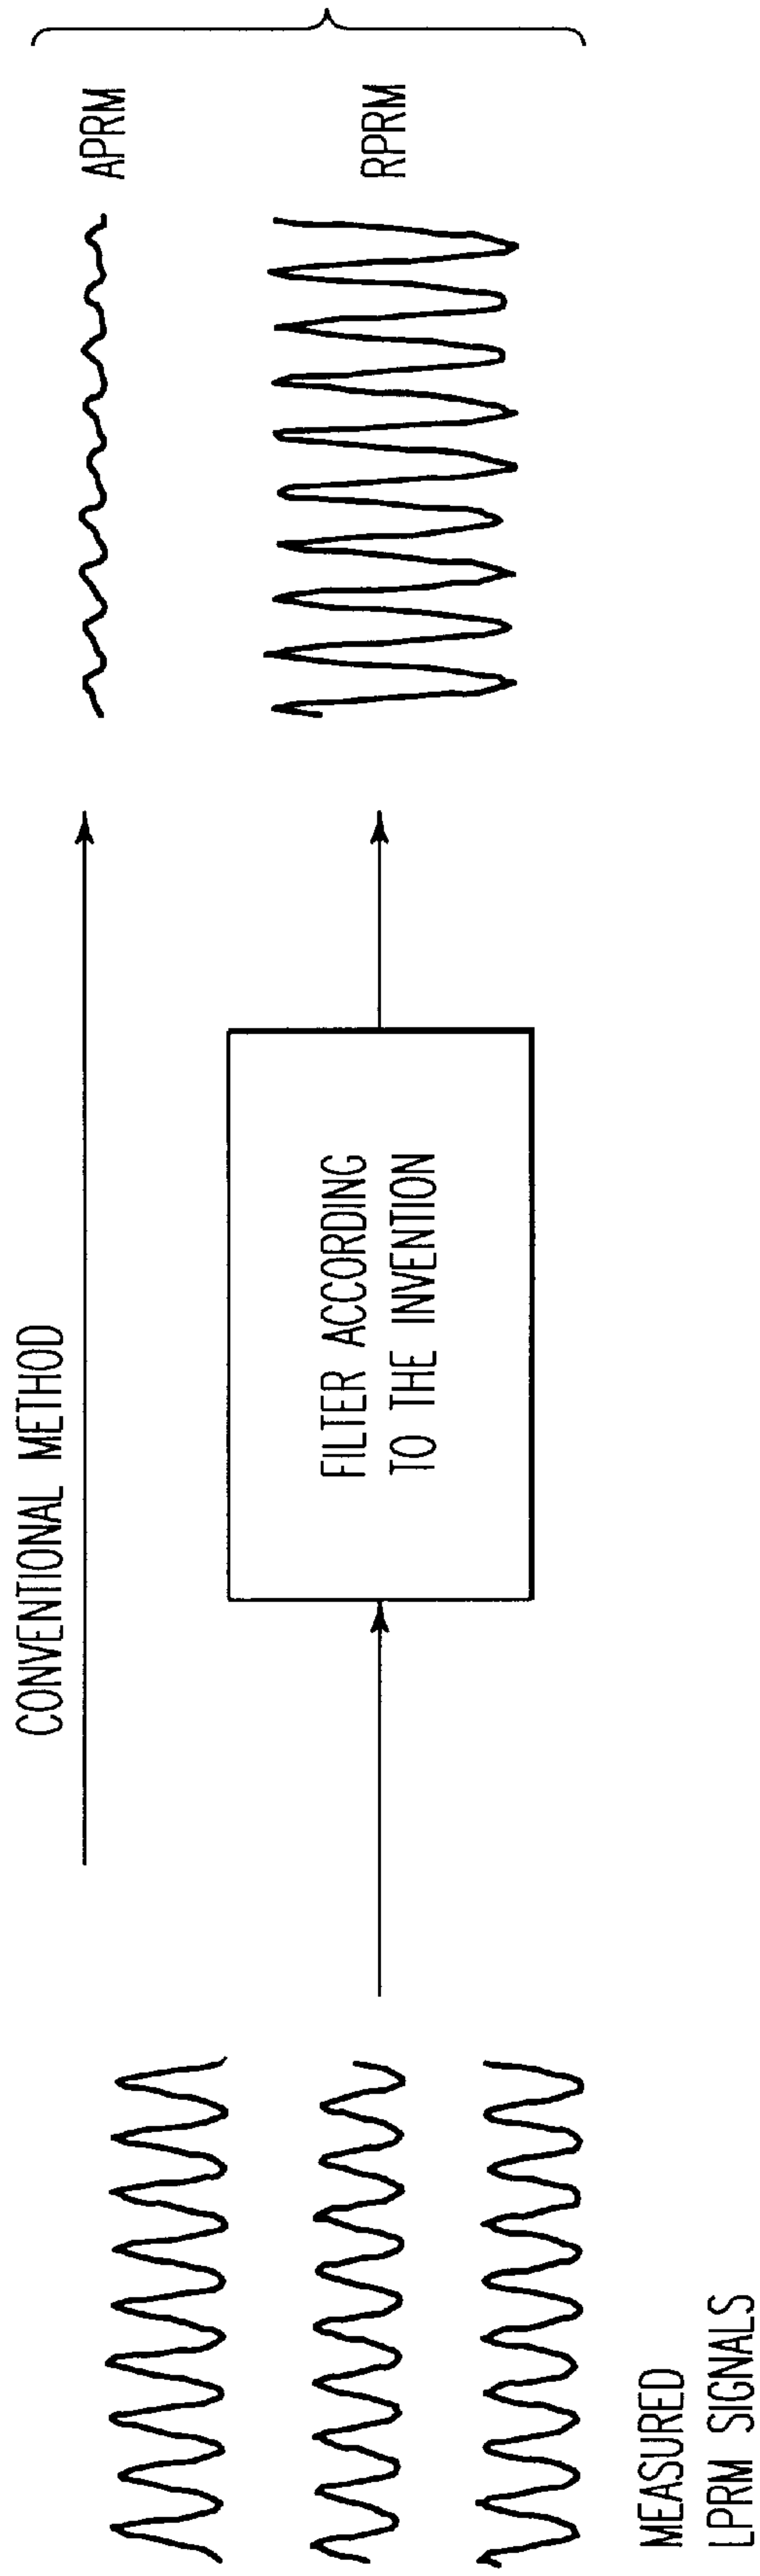 CONVENTIONAL METHOD
FILTER ACCORDING
TO THE INVENTION
MEASURED
LPRM SIGNALS
APRM
RPRM